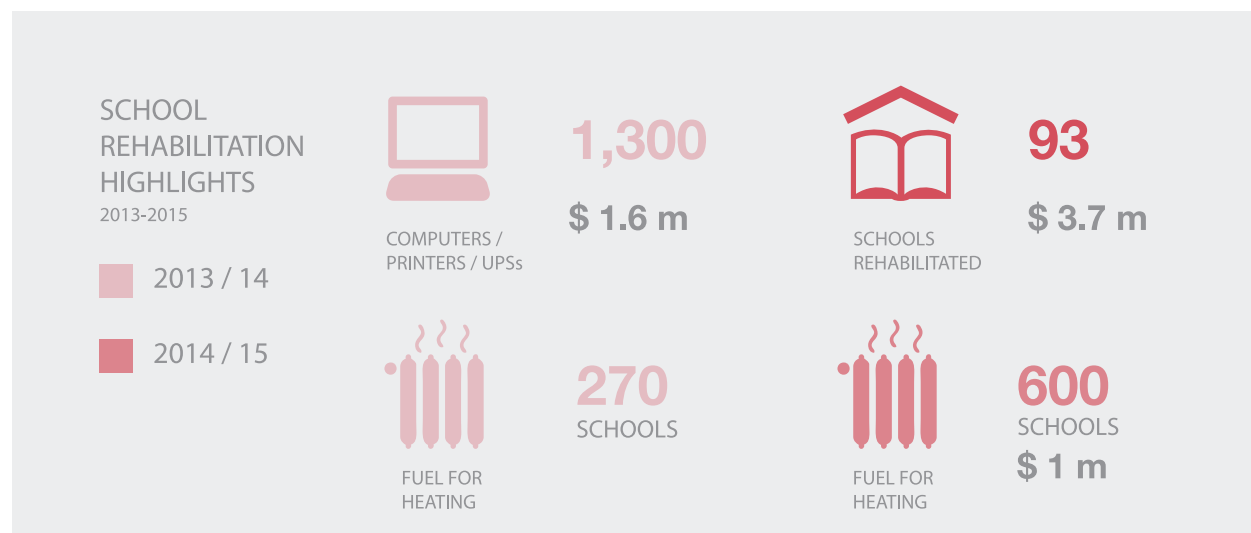 SCHOOL
REHABILITATION
HIGHLIGHTS
2013-2015
2013 / 14
2014 / 15
1,300
$ 1.6 m
COMPUTERS /
PRINTERS / UPSs
93
$ 3.7 m
SCHOOLS
REHABILITATED
270
SCHOOLS
FUEL FOR
HEATING
600
SCHOOLS
$ 1 m
FUEL FOR
HEATING